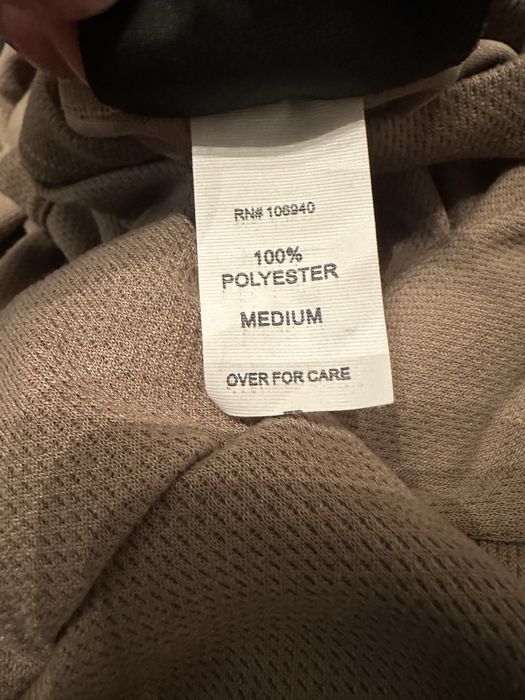 RN# 106940
100%
POLYESTER
MEDIUM
OVER FOR CARE